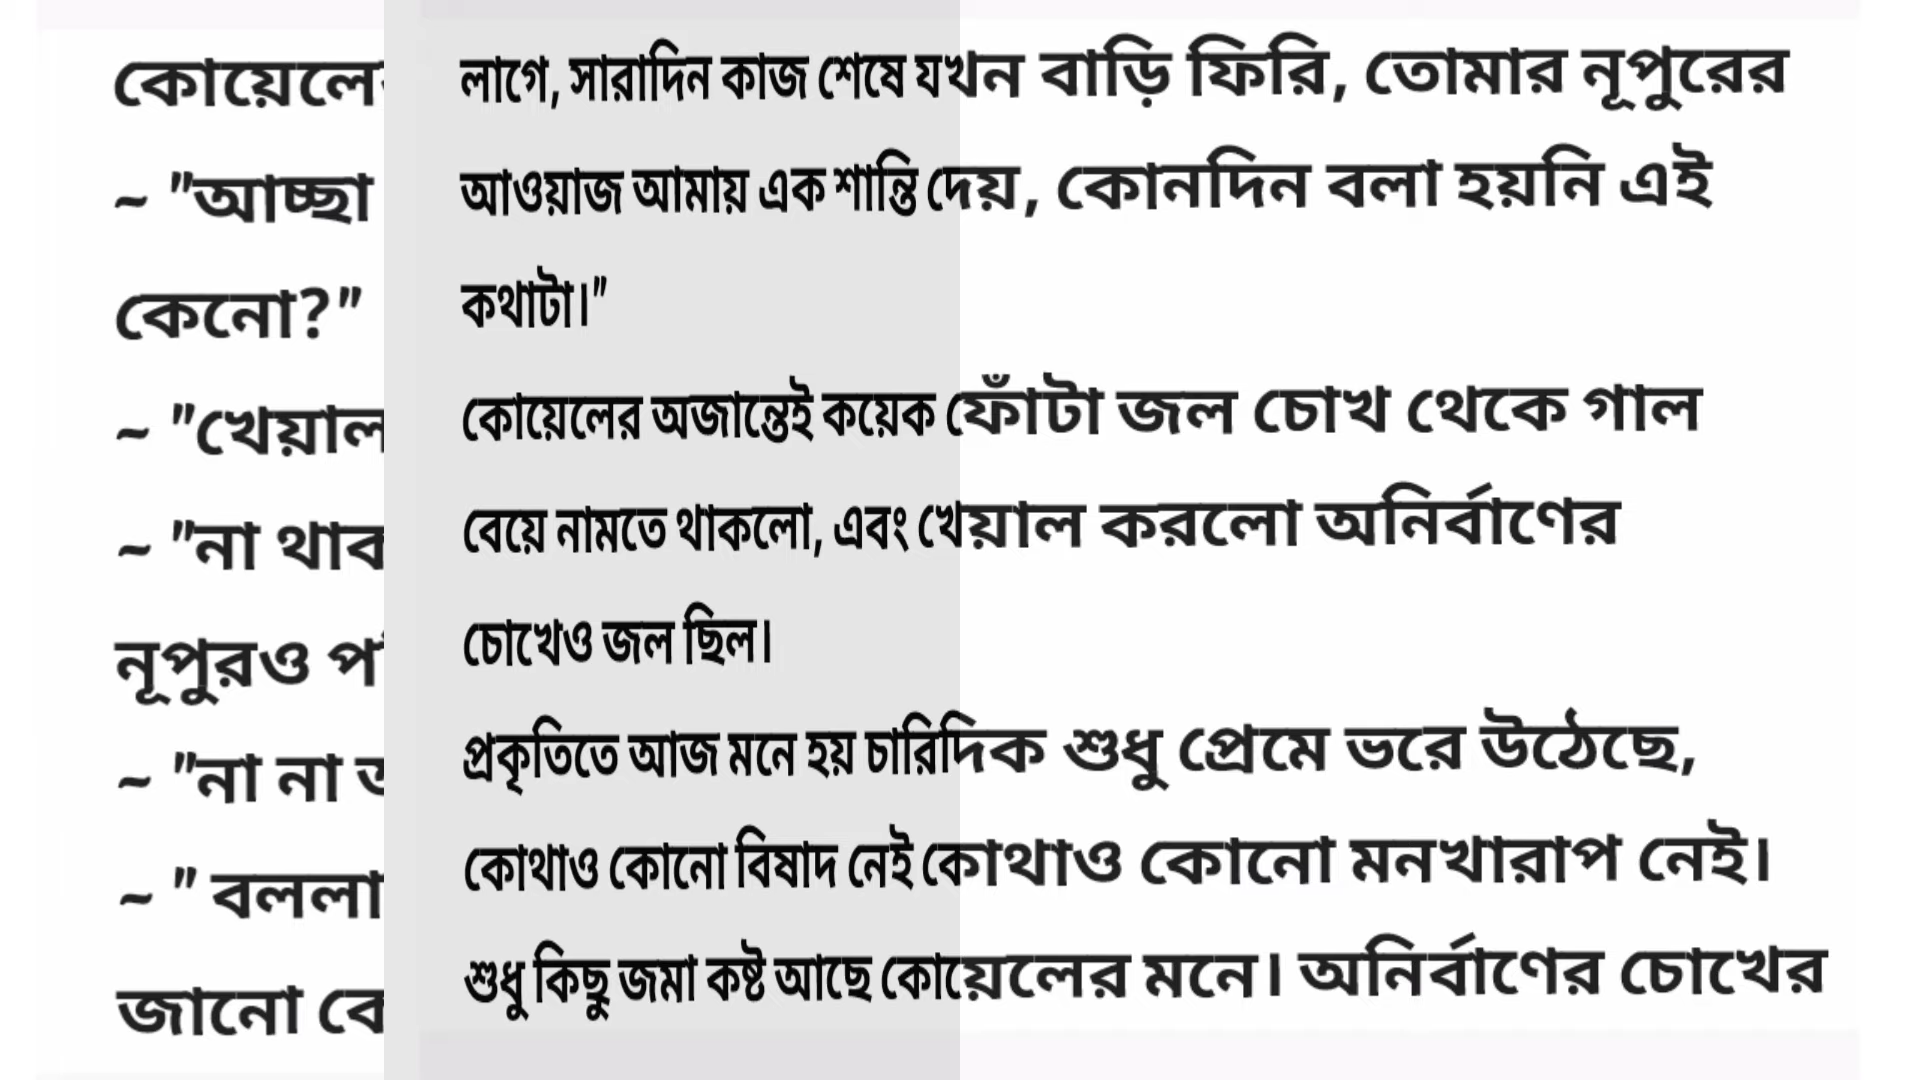 ~ "আচ্ছা
কেনো?"
~ "খেয়াল
~ "না
নূপুরও
~ "না না
~ " বললা
জানো
লাগে, সারাদিন কাজ শেষে যখন বাড়ি ফিরি, তোমার নূপুরের
আওয়াজ আমায় এক শান্তি দেয়, কোনদিন বলা হয়নি এই
কথাটা।"
কোয়েলের অজান্তেই কয়েক ফোঁটা জল চোখ থেকে গাল
বেয়ে নামতে থাকলো, এবং খেয়াল করলো অনির্বাণের
চোখেও জল ছিল।
প্রকৃতিতে আজ মনে হয় চারিদিক শুধু প্রেমে ভরে উঠেছে,
কোথাও কোনো বিষাদ নেই কোথাও কোনো মনখারাপ নেই।
শুধু কিছু জমা কষ্ট আছে কোয়েলের মনে। অনির্বাণের চোখের